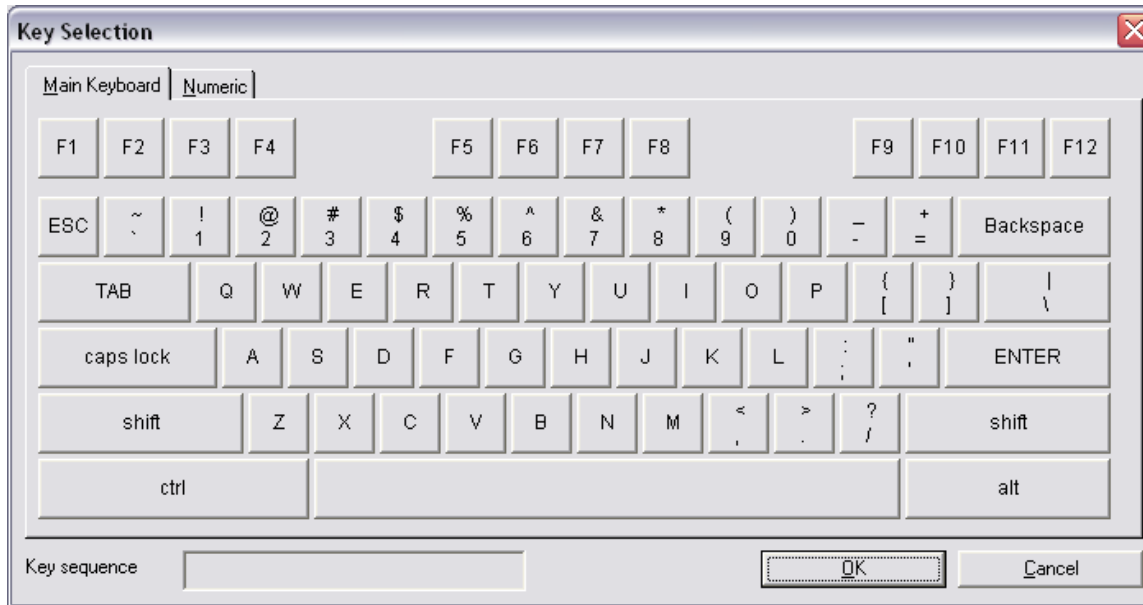 Key Selection
Main Keyboard Numeric
F1 F2 F3 F4 F5 F6 F7 F8 F9 F10 F11 F12
ESC ~ ! @ # $ % ^ & * ( ) _ + Backspace
` 1 2 3 4 5 6 7 8 9 0 - =
TAB Q W E R T Y U I O P { } |
[ ] \
caps lock A S D F G H J K L : " ENTER
; '
shift Z X C V B N M < > ? shift
, . /
ctrl alt
Key sequence OK Cancel